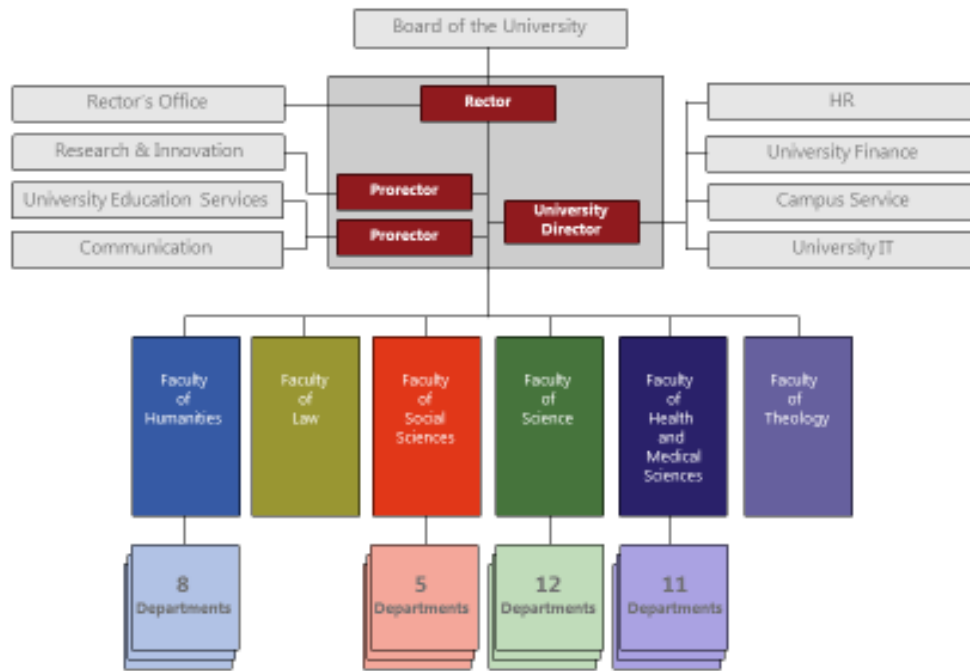 Board of the University
Rector's Office
Rector
HR
Research & Innovation
University Finance
Prorector
University Education Services
University
Director
Campus Service
Prorector
Communication
University IT
Faculty
of
Humanities
Faculty
of
Law
Faculty
of
Social
Sciences
Faculty
of
Science
Faculty
of
Health
and
Medical
Sciences
Faculty
of
Theology
8
Departments
5
Departments
12
Departments
11
Departments